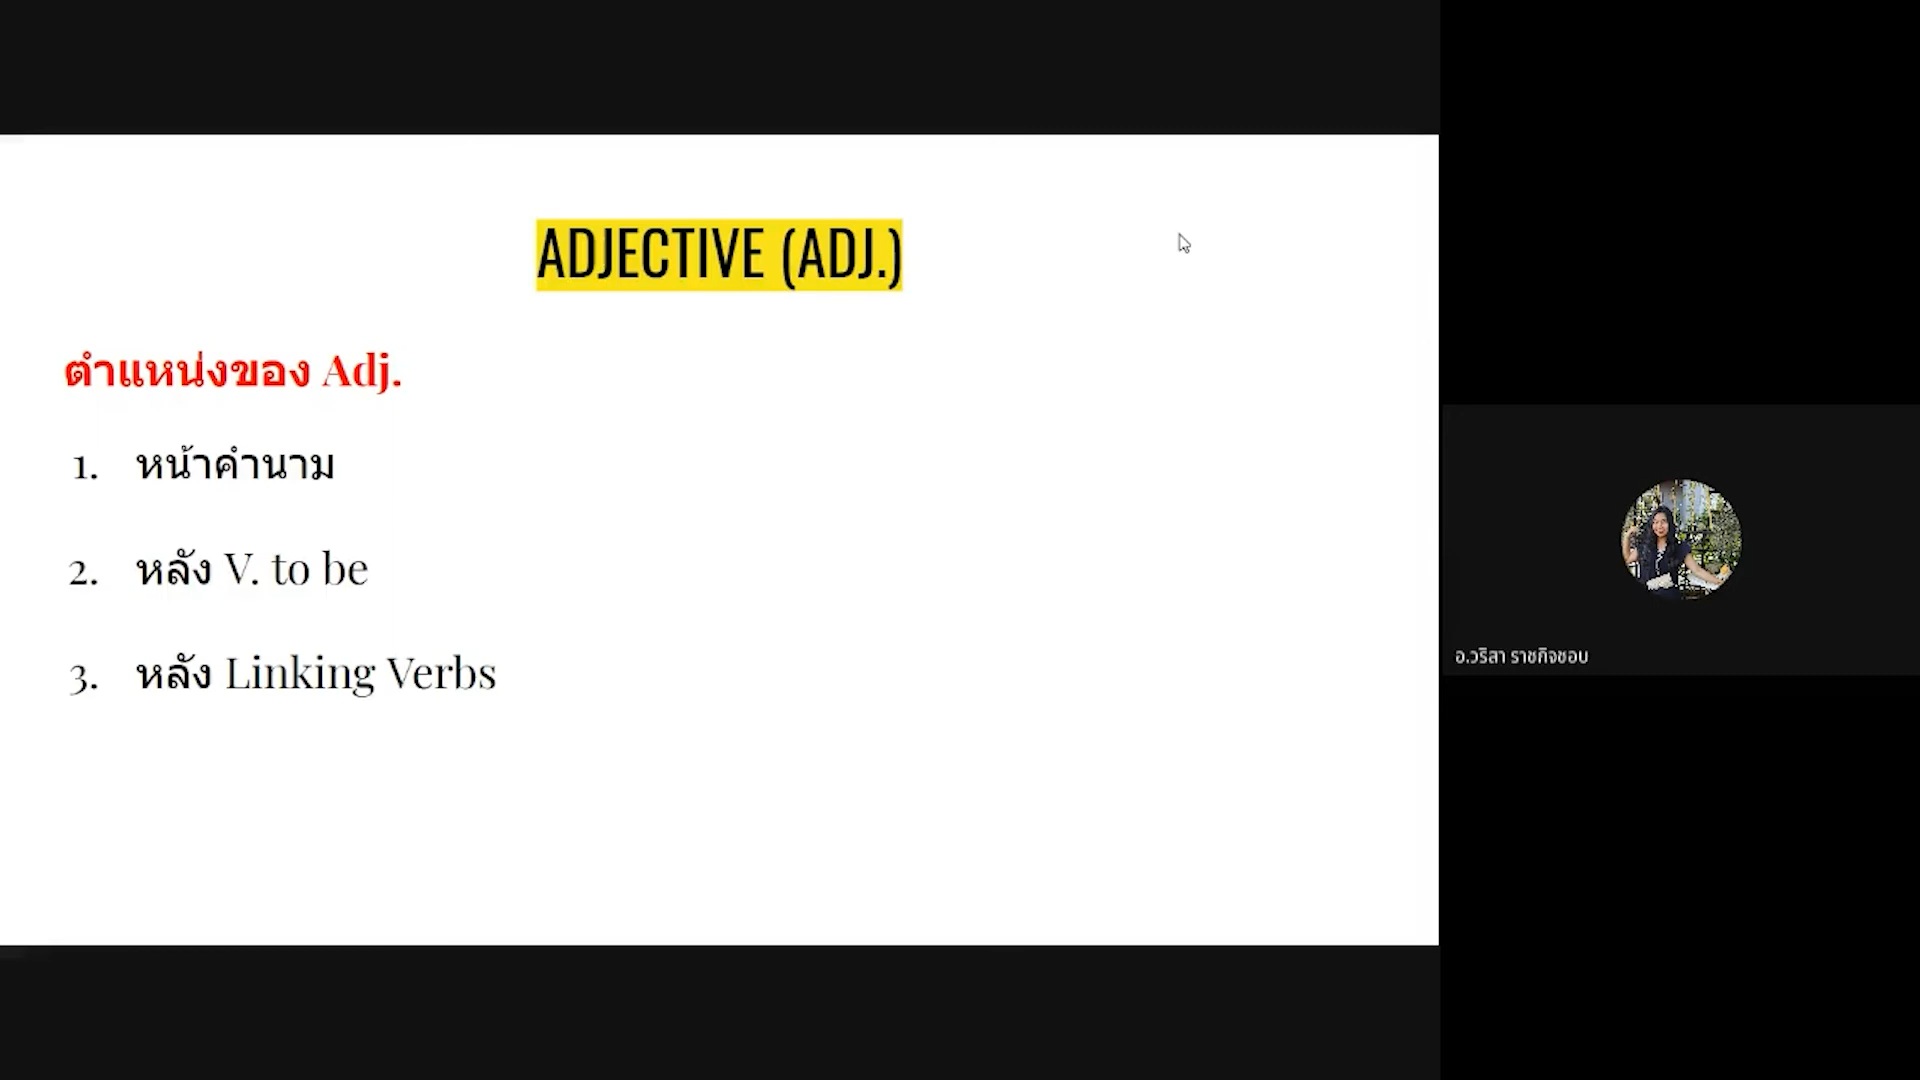 ADJECTIVE (ADJ.)
ตำแหน่งของ Adj.
1. หน้าคำนาม
2. หลัง V. to be
3. หลัง Linking Verbs
อ.วริสา ราชกิจชอบ